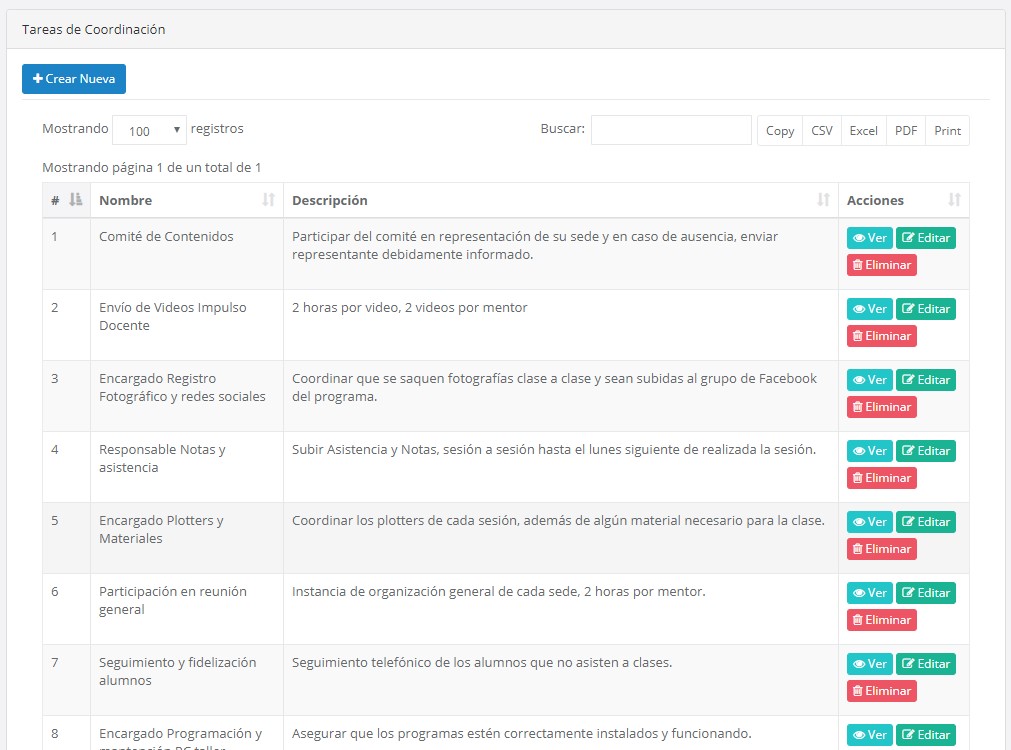 Tareas de Coordinación
Crear Nueva
Mostrando 100 registros Buscar: Copy CSV Excel PDF Print
Mostrando página 1 de un total de 1
# Nombre Descripción Acciones
1 Comité de Contenidos Participar del comité en representación de su sede y en caso de ausencia, enviar Ver Editar
representante debidamente informado.
Eliminar
2 Envío de Videos Impulso 2 horas por video, 2 videos por mentor Ver Editar
Docente
Eliminar
3 Encargado Registro Coordinar que se saquen fotografías clase a clase y sean subidas al grupo de Facebook Ver Editar
Fotográfico y redes sociales del programa.
Eliminar
4 Responsable Notas y Subir Asistencia y Notas, sesión a sesión hasta el lunes siguiente de realizada la sesión. Ver Editar
asistencia
Eliminar
5 Encargado Plotters y Coordinar los plotters de cada sesión, además de algún material necesario para la clase. Ver Editar
Materiales
Eliminar
6 Participación en reunión Instancia de organización general de cada sede, 2 horas por mentor. Ver Editar
general
Eliminar
7 Seguimiento y fidelización Seguimiento telefónico de los alumnos que no asisten a clases. Ver Editar
alumnos
Eliminar
8 Encargado Programación y Asegurar que los programas estén correctamente instalados y funcionando. Ver Editar